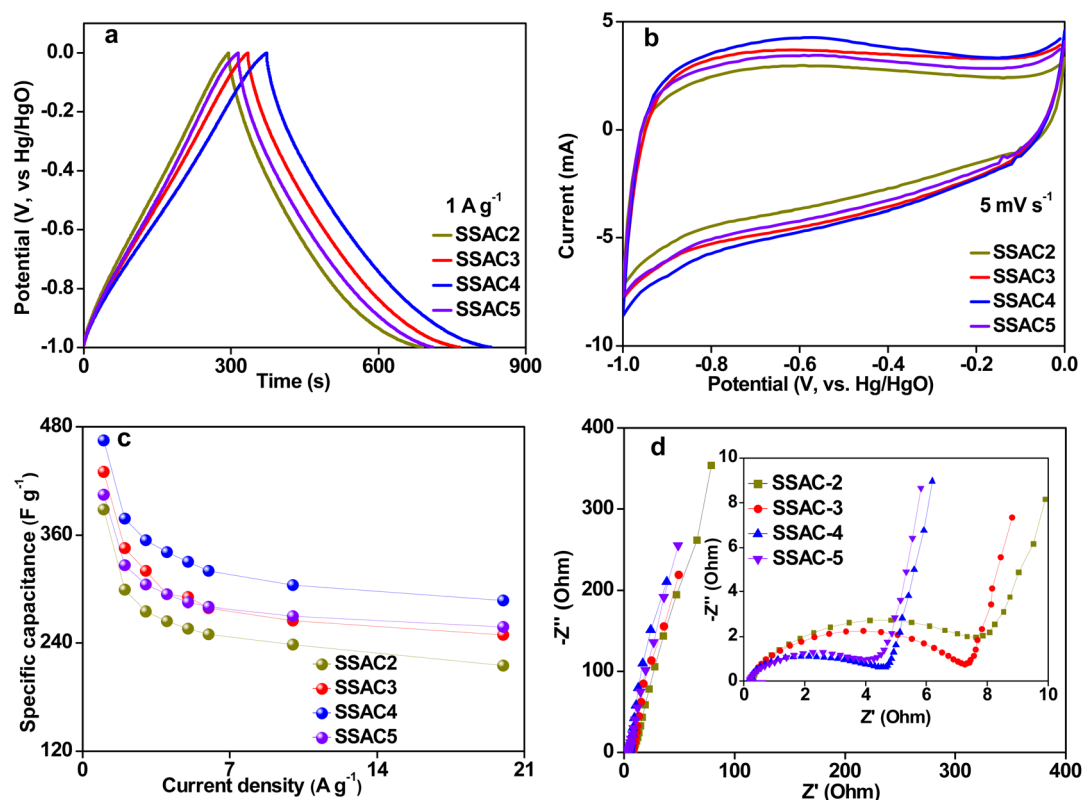 a
Potential (V, vs Hg/HgO)
0.0
-0.2
-0.4
-0.6
-0.8
-1.0
1 A g⁻¹
SSAC2
SSAC3
SSAC4
SSAC5
0
300
600
900
Time (s)
b
Current (mA)
5
0
-5
-10
5 mV s⁻¹
SSAC2
SSAC3
SSAC4
SSAC5
-1.0
-0.8
-0.6
-0.4
-0.2
0.0
Potential (V, vs. Hg/HgO)
c
Specific capacitance (F g⁻¹)
480
360
240
120
SSAC2
SSAC3
SSAC4
SSAC5
0
7
14
21
Current density (A g⁻¹)
d
-Z'' (Ohm)
400
300
200
100
0
0
100
200
300
400
Z' (Ohm)
SSAC-2
SSAC-3
SSAC-4
SSAC-5
-Z'' (Ohm)
10
8
6
4
2
0
0
2
4
6
8
10
Z' (Ohm)